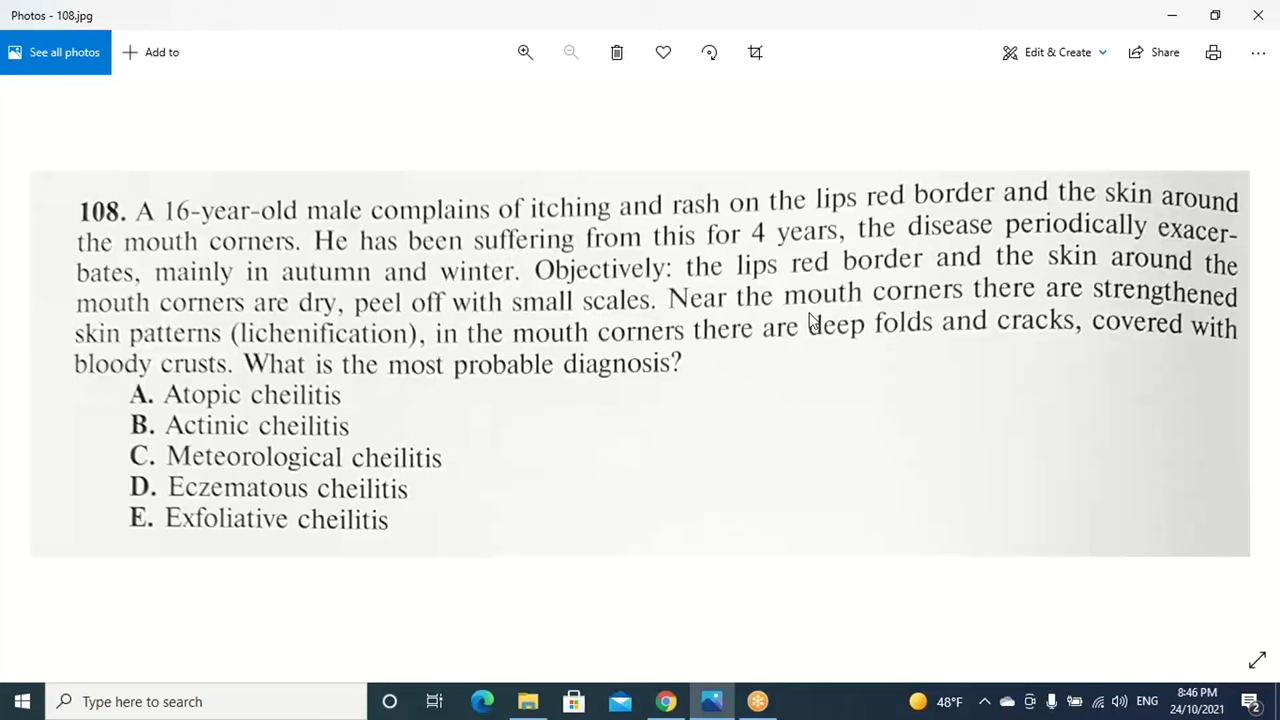 Photos - 108.jpg
See all photos
Add to
Edit & Create
Share
108. A 16-year-old male complains of itching and rash on the lips red border and the skin around
the mouth corners. He has been suffering from this for 4 years, the disease periodically exacer-
bates, mainly in autumn and winter. Objectively: the lips red border and the skin around the
mouth corners are dry, peel off with small scales. Near the mouth corners there are strengthened
skin patterns (lichenification), in the mouth corners there are deep folds and cracks, covered with
bloody crusts. What is the most probable diagnosis?
A. Atopic cheilitis
B. Actinic cheilitis
C. Meteorological cheilitis
D. Eczematous cheilitis
E. Exfoliative cheilitis
Type here to search
48°F
ENG
8:46 PM
24/10/2021
2